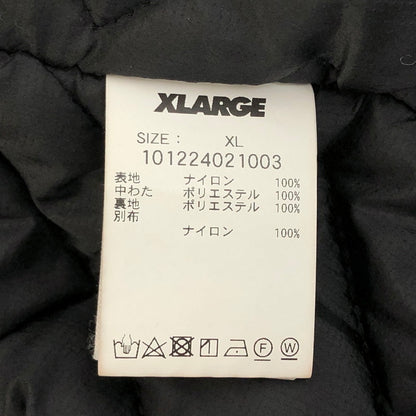 XLARGE
SIZE： XL
101224021003
表地 ナイロン 100%
中わた ポリエステル 100%
裏地 ポリエステル 100%
別布
ナイロン 100%
F W